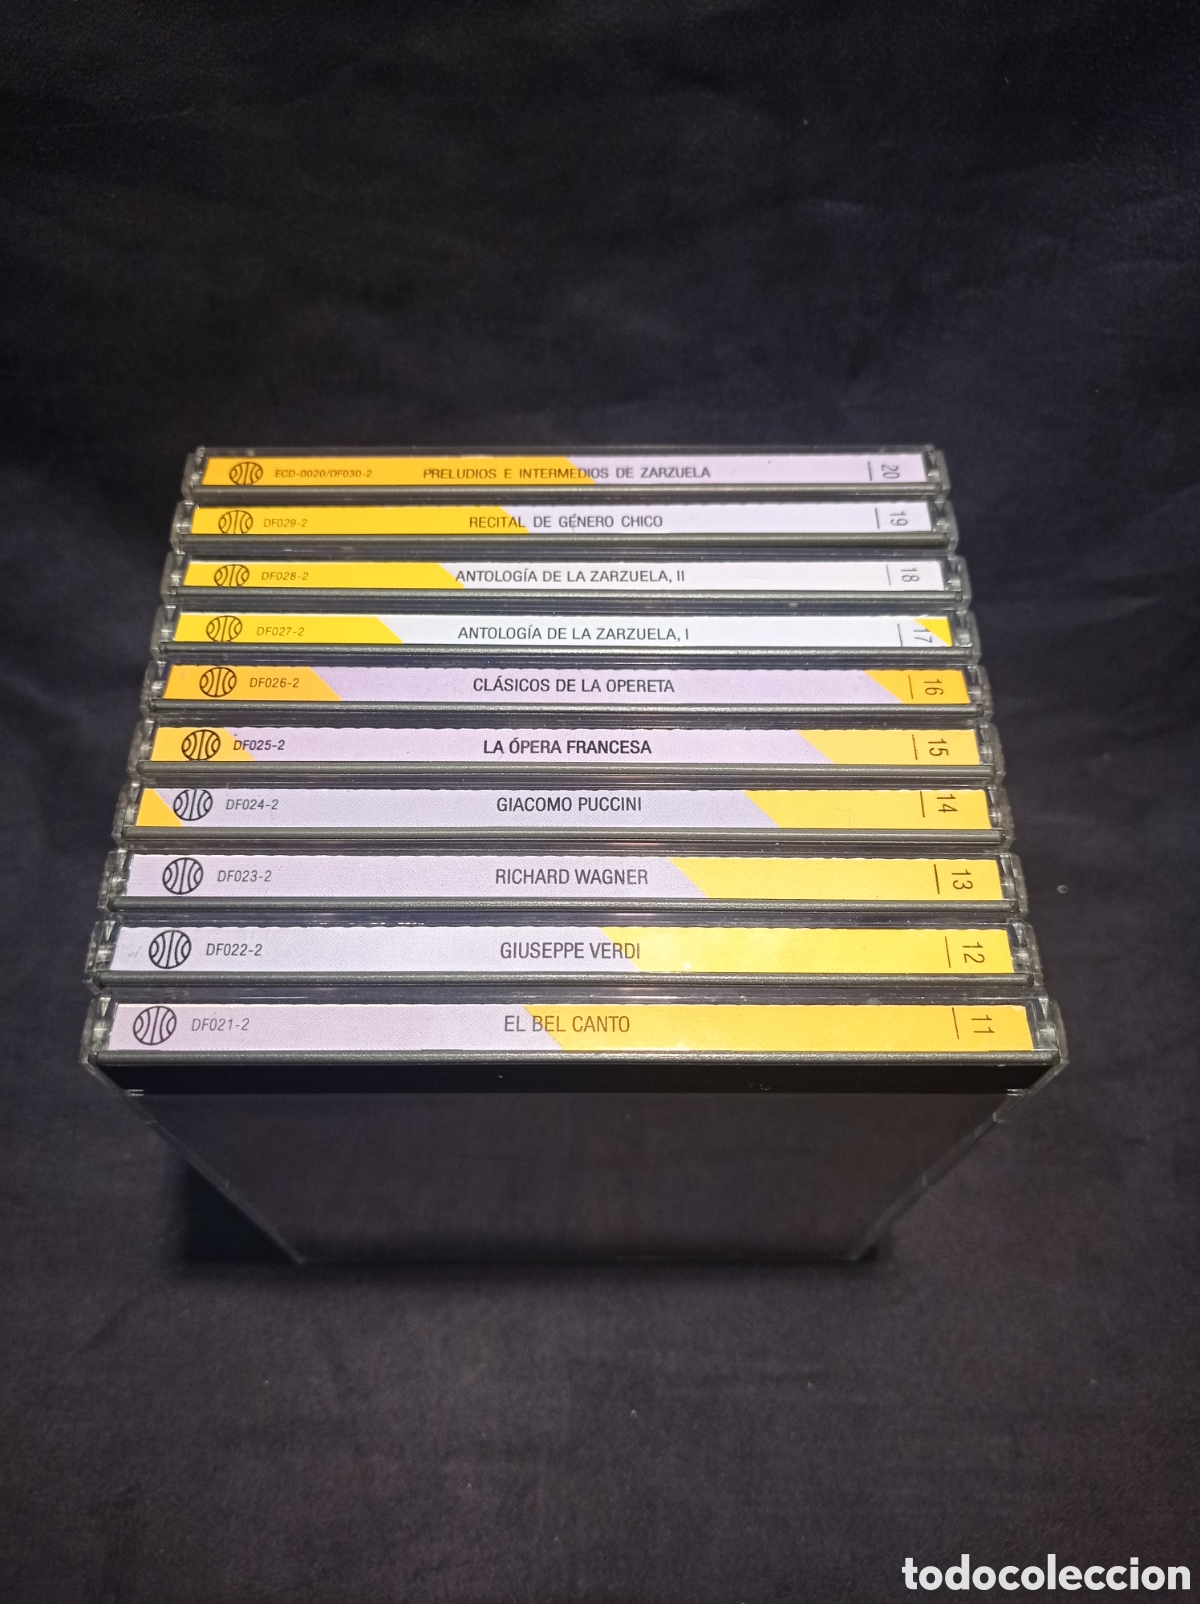 ECD-0020/DF030-2 PRELUDIOS E INTERMEDIOS DE ZARZUELA 20
DF029-2 RECITAL DE GÉNERO CHICO 19
DF028-2 ANTOLOGÍA DE LA ZARZUELA, II 18
DF027-2 ANTOLOGÍA DE LA ZARZUELA, I 17
DF026-2 CLÁSICOS DE LA OPERETA 16
DF025-2 LA ÓPERA FRANCESA 15
DF024-2 GIACOMO PUCCINI 14
DF023-2 RICHARD WAGNER 13
DF022-2 GIUSEPPE VERDI 12
DF021-2 EL BEL CANTO 11
todocoleccion